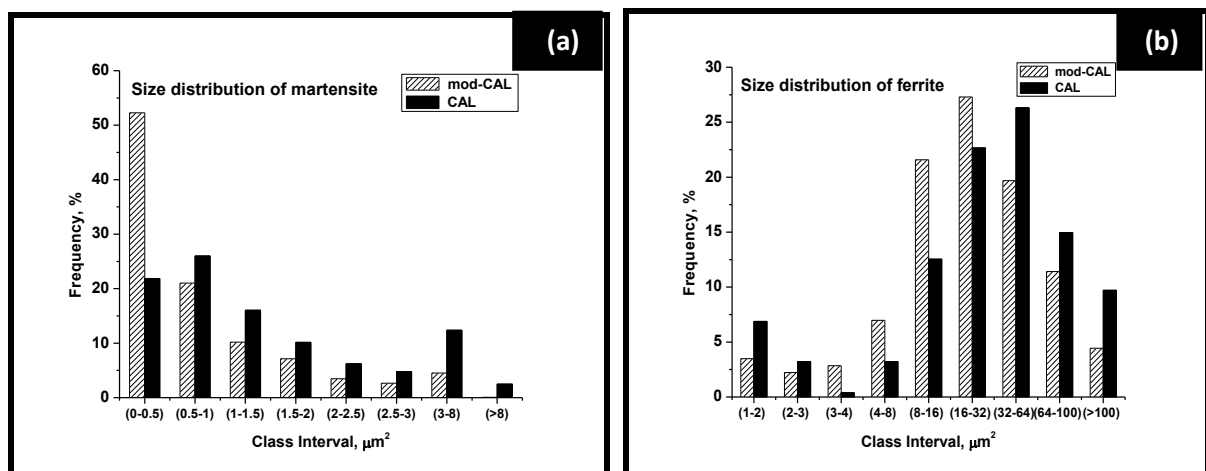 (a)
Size distribution of martensite
mod-CAL
CAL
Frequency, %
60
50
40
30
20
10
0
(0-0.5) (0.5-1) (1-1.5) (1.5-2) (2-2.5) (2.5-3) (3-8) (>8)
Class Interval, μm²
(b)
Size distribution of ferrite
mod-CAL
CAL
Frequency, %
30
25
20
15
10
5
0
(1-2) (2-3) (3-4) (4-8) (8-16) (16-32) (32-64)(64-100) (>100)
Class Interval, μm²